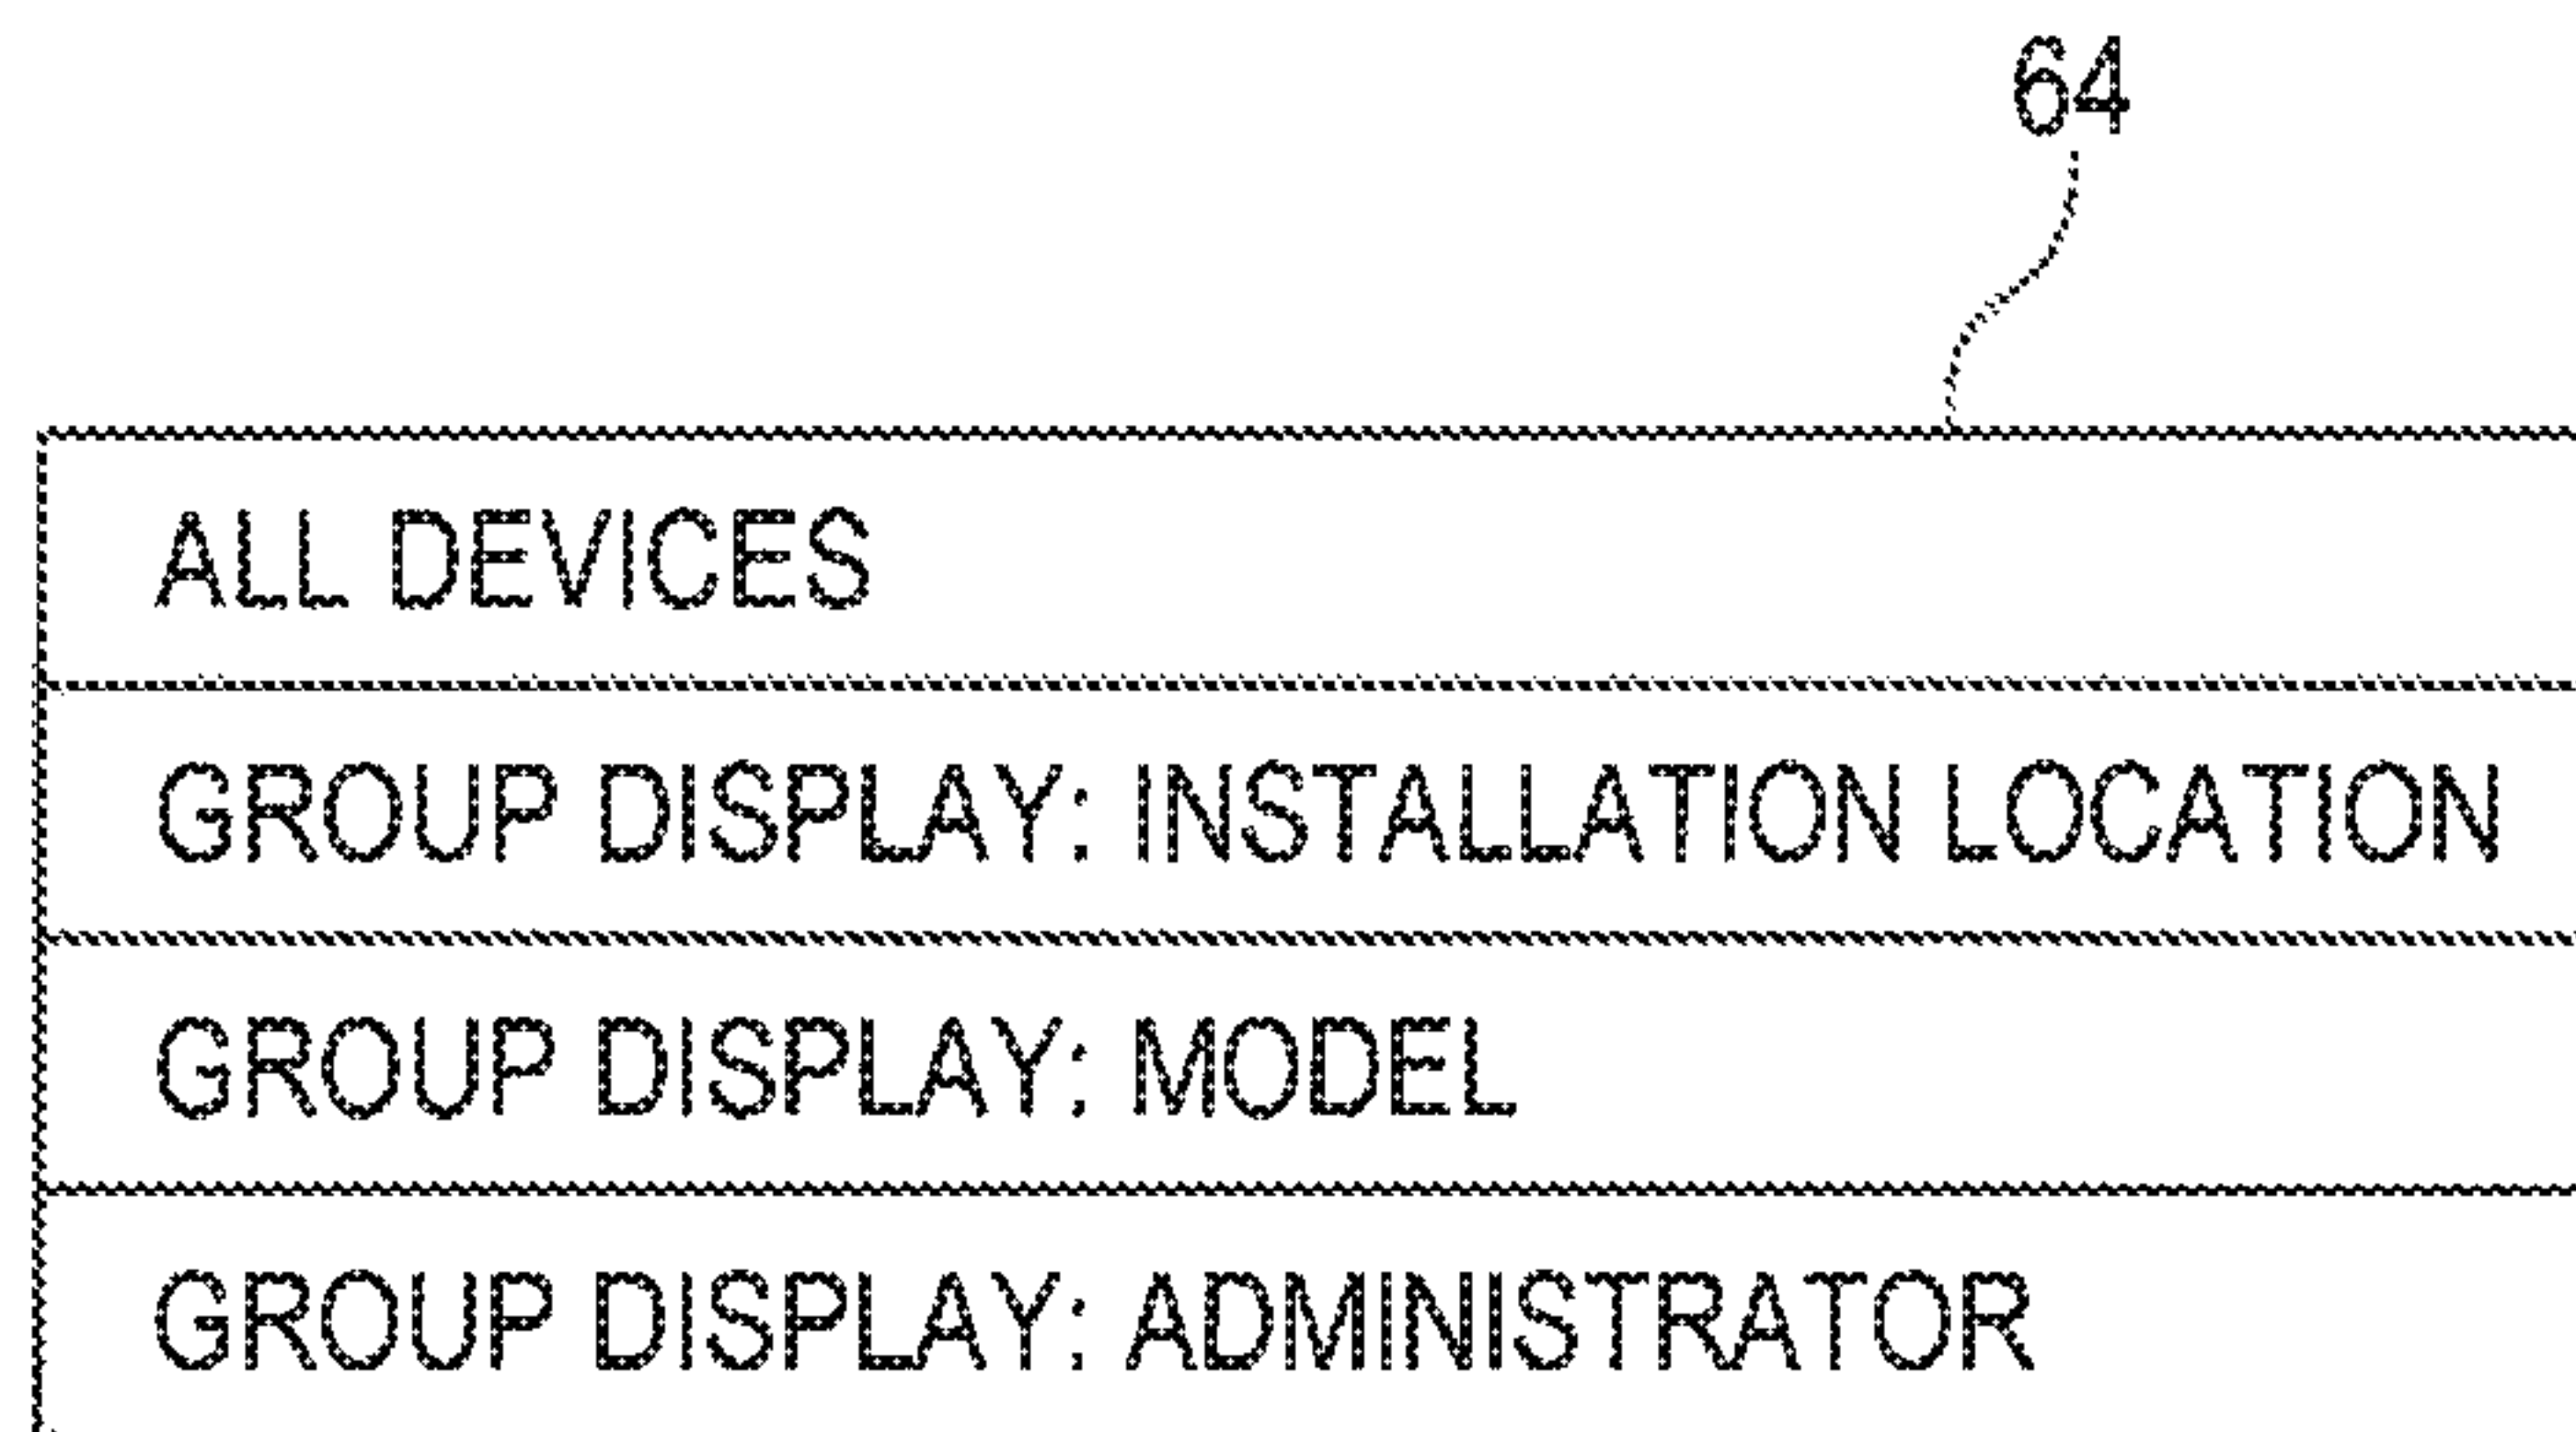 64
ALL DEVICES
GROUP DISPLAY: INSTALLATION LOCATION
GROUP DISPLAY: MODEL
GROUP DISPLAY: ADMINISTRATOR